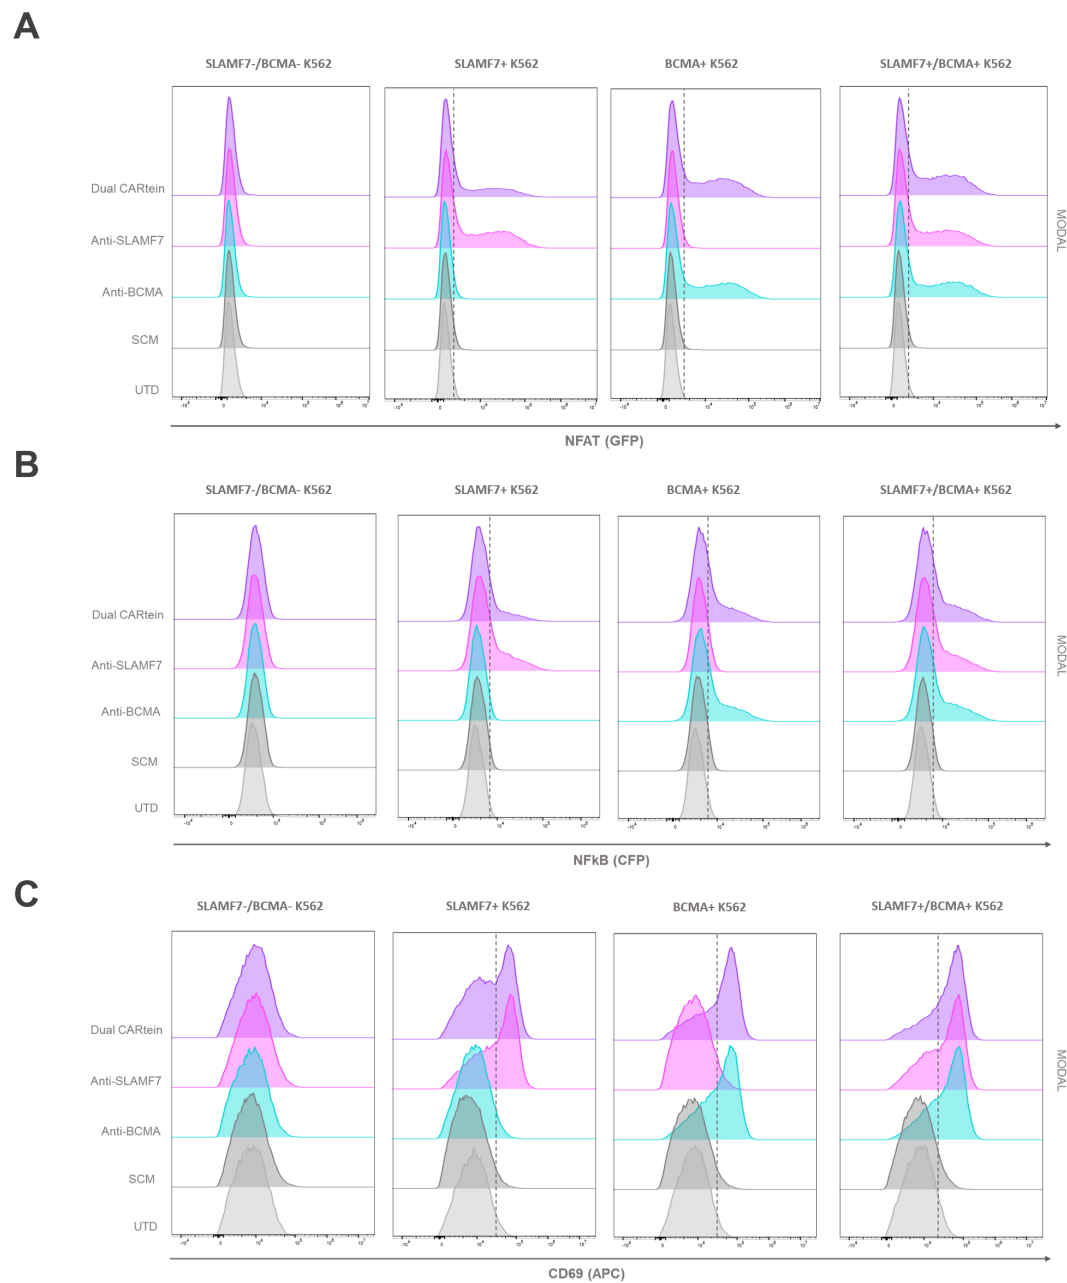 A
SLAMF7-/BCMA- K562
SLAMF7+ K562
BCMA+ K562
SLAMF7+/BCMA+ K562
Dual CARtein
Anti-SLAMF7
Anti-BCMA
SCM
UTD
MODAL
NFAT (GFP)
B
SLAMF7-/BCMA- K562
SLAMF7+ K562
BCMA+ K562
SLAMF7+/BCMA+ K562
Dual CARtein
Anti-SLAMF7
Anti-BCMA
SCM
UTD
MODAL
NFkB (CFP)
C
SLAMF7-/BCMA- K562
SLAMF7+ K562
BCMA+ K562
SLAMF7+/BCMA+ K562
Dual CARtein
Anti-SLAMF7
Anti-BCMA
SCM
UTD
MODAL
CD69 (APC)